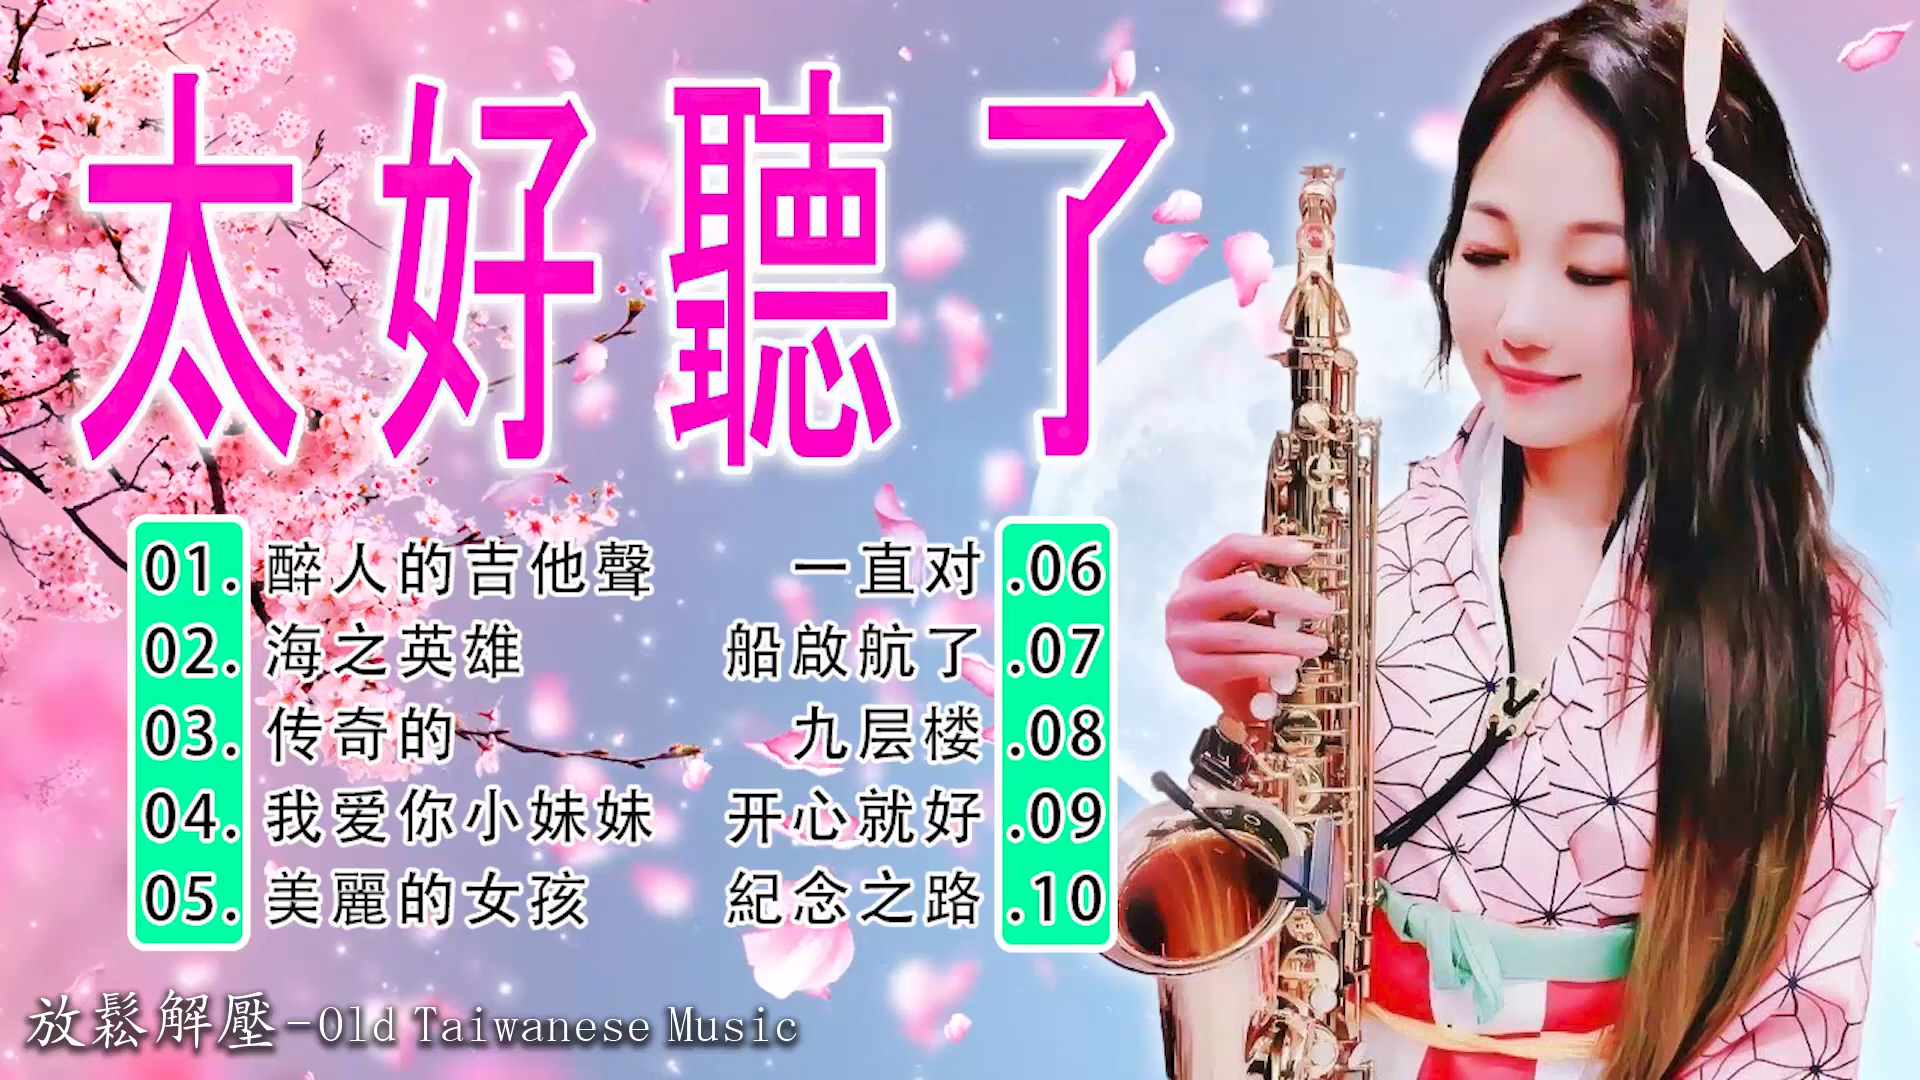 太好聽了
01. 醉人的吉他聲
02. 海之英雄
03. 传奇的
04. 我爱你小妹妹
05. 美麗的女孩
一直对 .06
船啟航了 .07
九层楼 .08
开心就好 .09
紀念之路 .10
放鬆解壓-Old Taiwanese Music